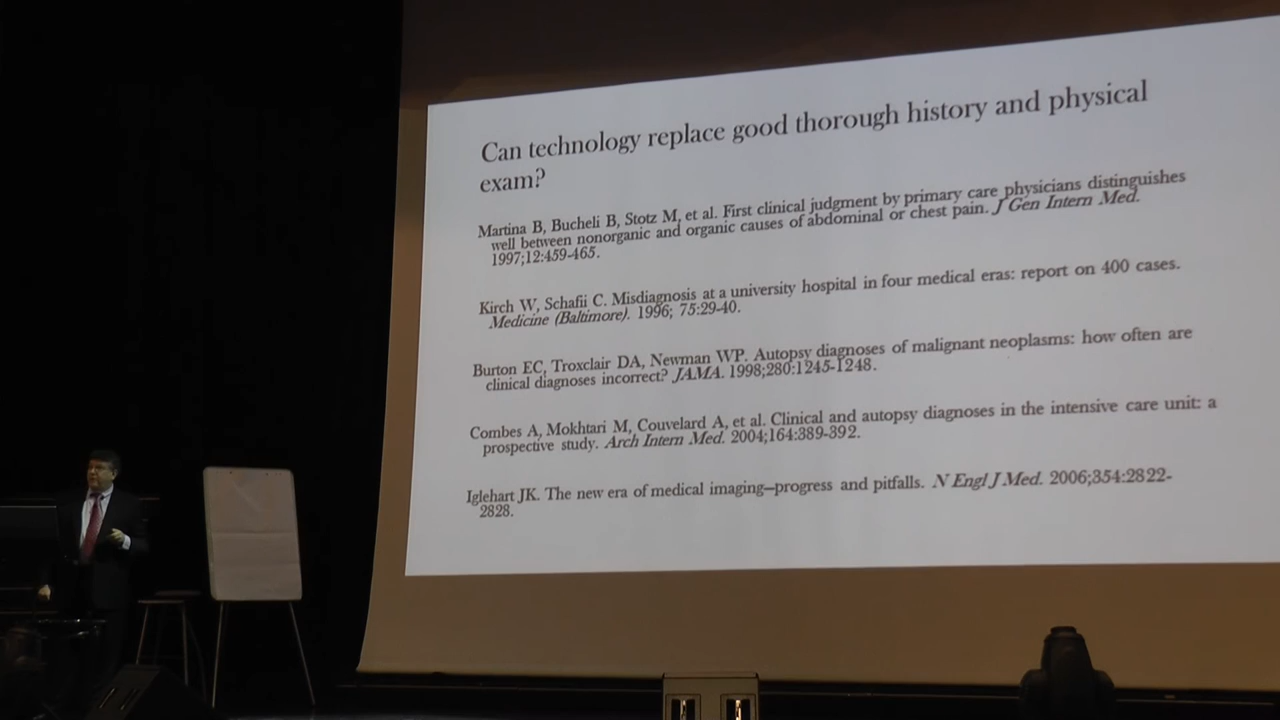 Can technology replace good thorough history and physical
exam?
Martina B, Bucheli B, Stotz M, et al. First clinical judgment by primary care physicians distinguishes
well between nonorganic and organic causes of abdominal or chest pain. J Gen Intern Med.
1997;12:459-465.
Kirch W, Schafii C. Misdiagnosis at a university hospital in four medical eras: report on 400 cases.
Medicine (Baltimore). 1996; 75:29-40.
Burton EC, Troxclair DA, Newman WP. Autopsy diagnoses of malignant neoplasms: how often are
clinical diagnoses incorrect? JAMA. 1998;280:1245-1248.
Combes A, Mokhtari M, Couvelard A, et al. Clinical and autopsy diagnoses in the intensive care unit: a
prospective study. Arch Intern Med. 2004;164:389-392.
Iglehart JK. The new era of medical imaging—progress and pitfalls. N Engl J Med. 2006;354:2822-
2828.